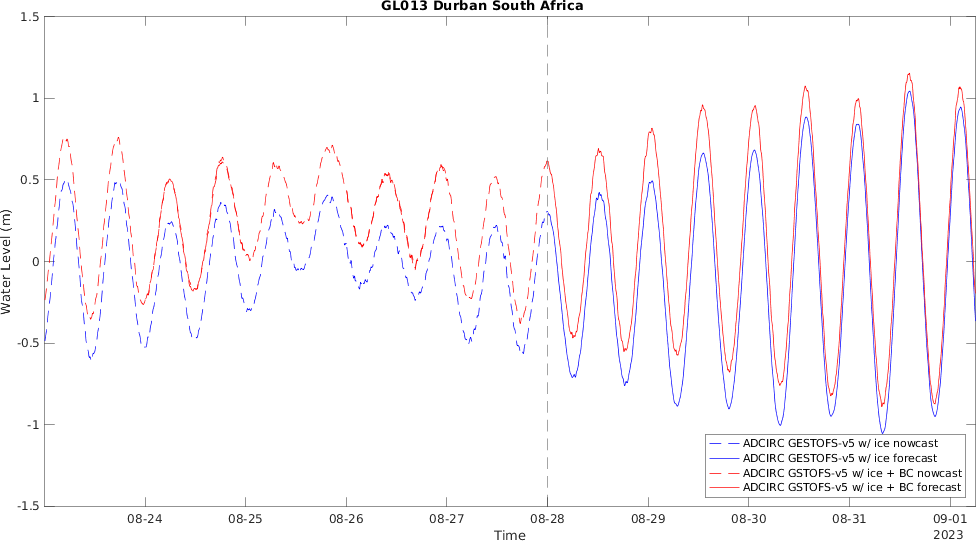 GL013 Durban South Africa
1.5
1
0.5
0
-0.5
-1
-1.5
Water Level (m)
ADCIRC GESTOFS-v5 w/ ice nowcast
ADCIRC GESTOFS-v5 w/ ice forecast
ADCIRC GSTOFS-v5 w/ ice + BC nowcast
ADCIRC GSTOFS-v5 w/ ice + BC forecast
08-24 08-25 08-26 08-27 08-28 08-29 08-30 08-31 09-01
2023
Time